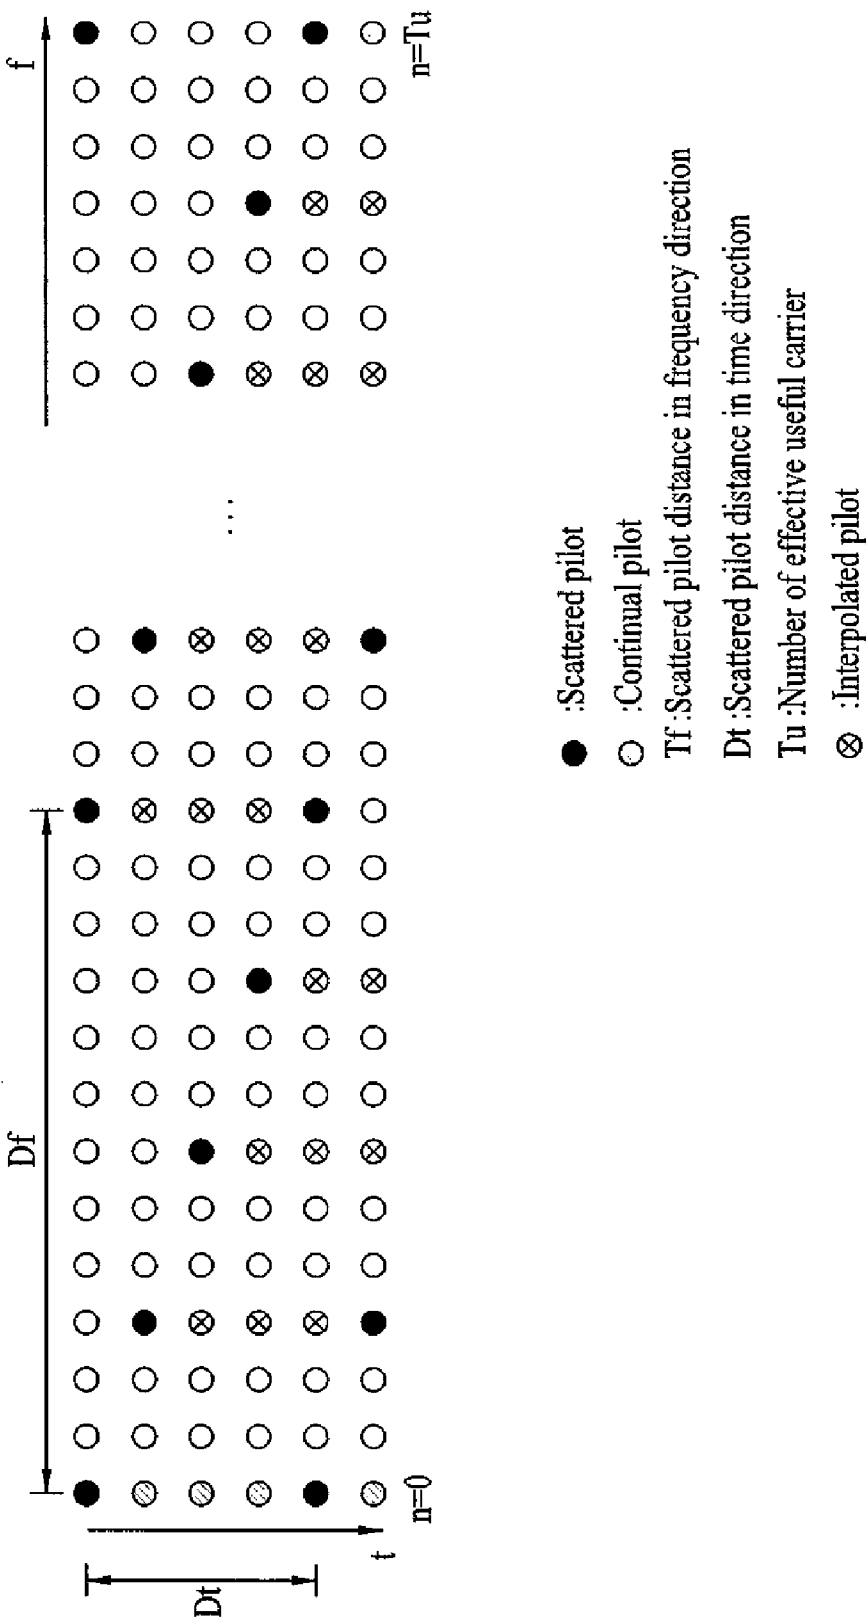 f
n=Tu
Df
...
n=0
t
Dt
:Scattered pilot
:Continual pilot
Tf :Scattered pilot distance in frequency direction
Dt :Scattered pilot distance in time direction
Tu :Number of effective useful carrier
:Interpolated pilot